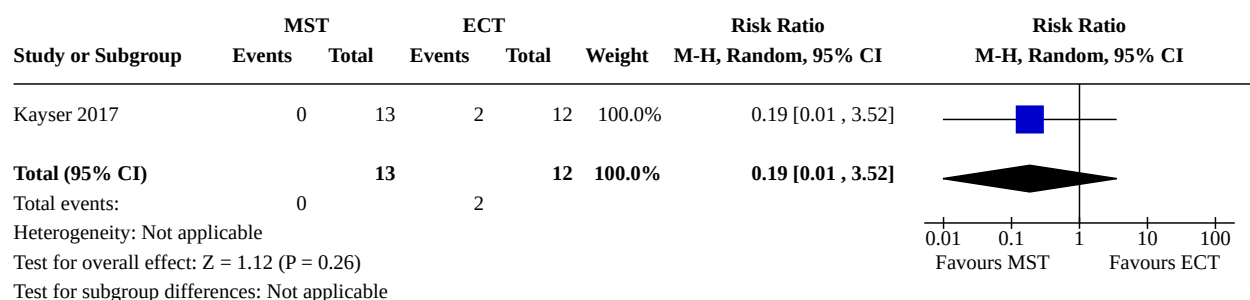 MST ECT Risk Ratio Risk Ratio
Study or Subgroup Events Total Events Total Weight M-H, Random, 95% CI M-H, Random, 95% CI
Kayser 2017 0 13 2 12 100.0% 0.19 [0.01 , 3.52]
Total (95% CI) 13 12 100.0% 0.19 [0.01 , 3.52]
Total events: 0 2
Heterogeneity: Not applicable 0.01 0.1 1 10 100
Test for overall effect: Z = 1.12 (P = 0.26) Favours MST Favours ECT
Test for subgroup differences: Not applicable